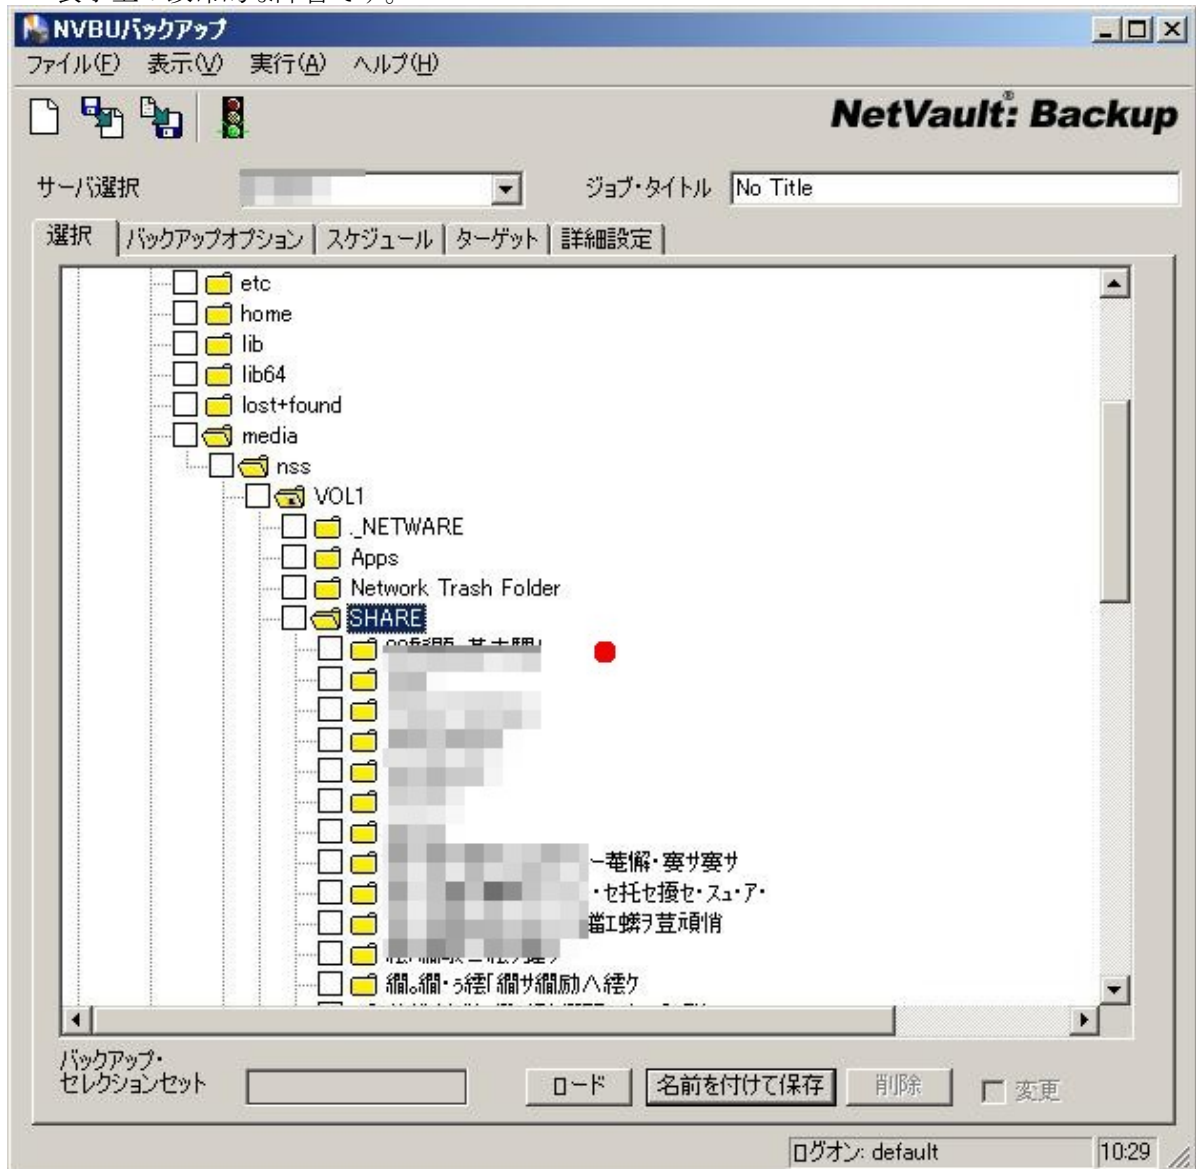 NVBUバックアップ
ファイル(F) 表示(V) 実行(A) ヘルプ(H)
NetVault: Backup
サーバ選択
ジョブ・タイトル No Title
選択 バックアップオプション スケジュール ターゲット 詳細設定
etc
home
lib
lib64
lost+found
media
nss
VOL1
._NETWARE
Apps
Network Trash Folder
SHARE
バックアップ・
セレクションセット
ロード 名前を付けて保存 削除 変更
ログオン: default 10:29